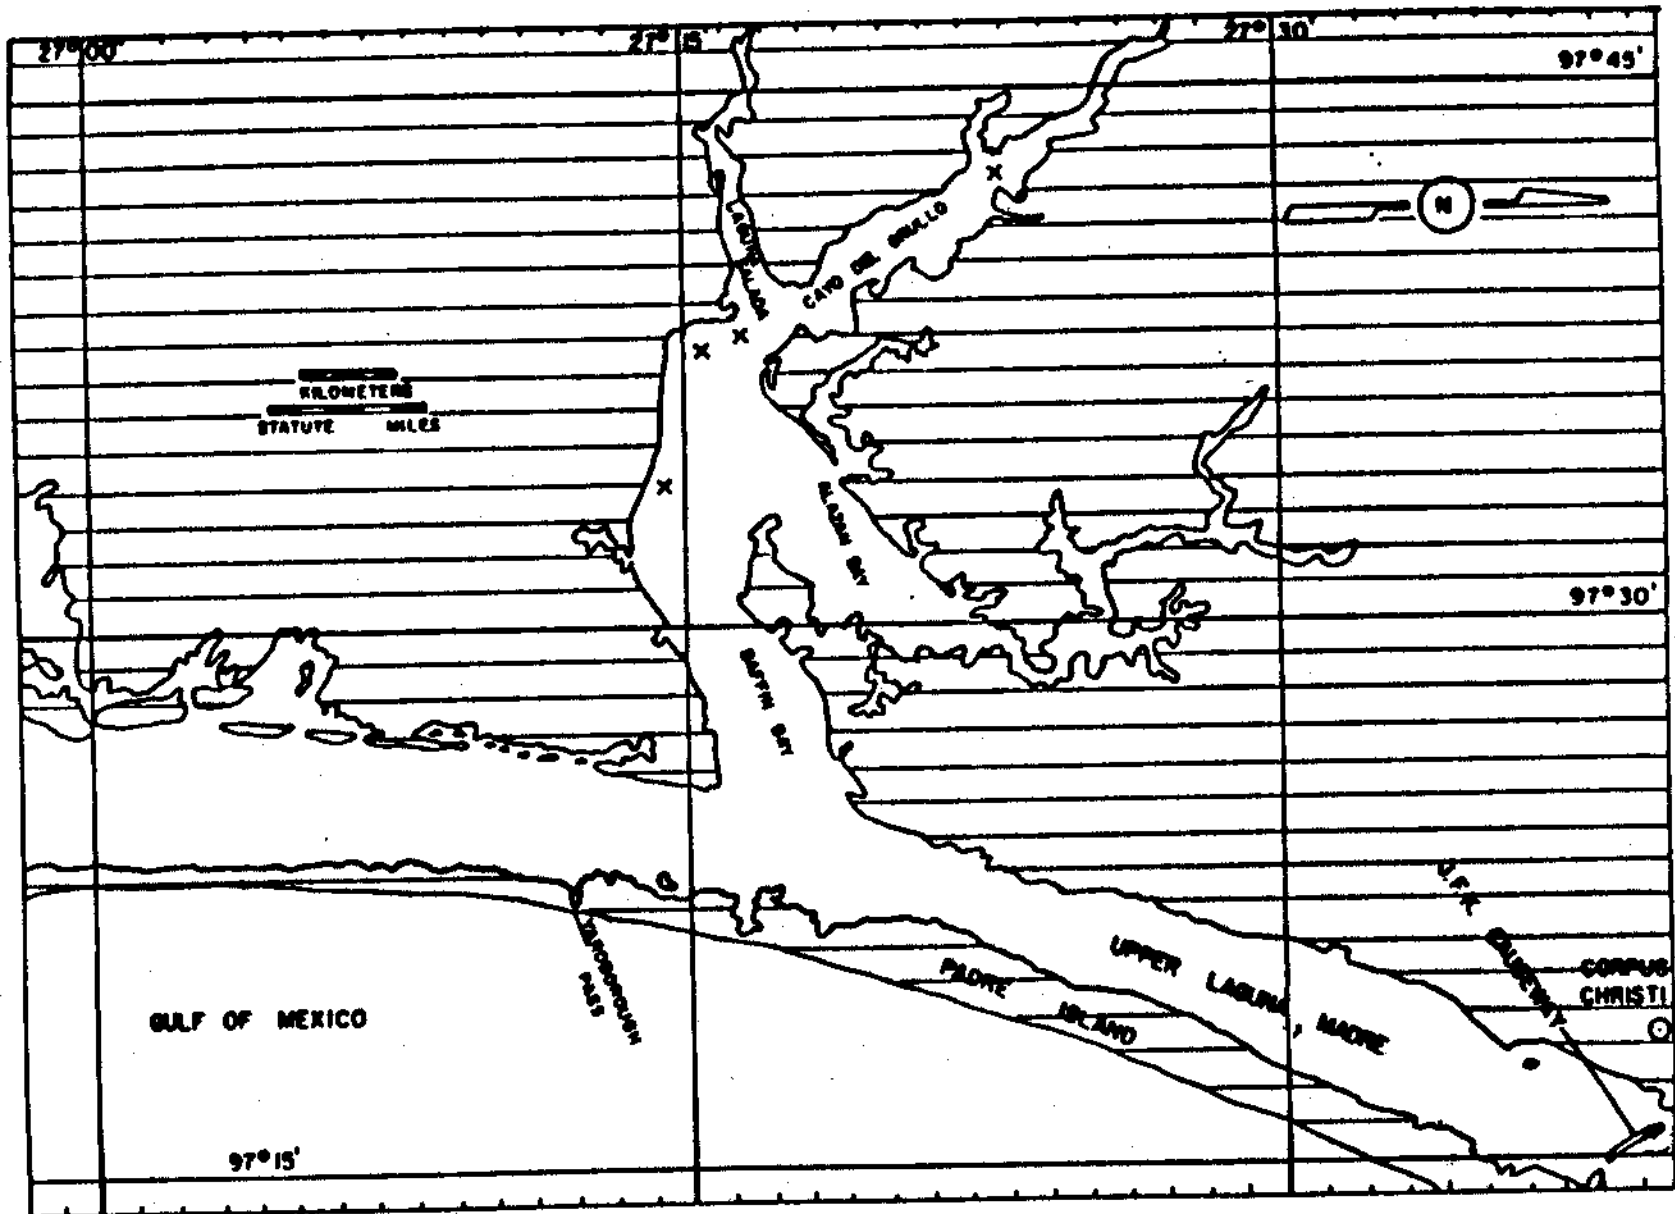 27° 00'
27° 15'
27° 30'
97° 45'
N
LAGUNA SALADA
CAYO DEL GRULLO
KILOMETERS
STATUTE MILES
ALAZAN BAY
97° 30'
BAFFIN BAY
J.F.K. CAUSEWAY
CORPUS
CHRISTI
UPPER LAGUNA MADRE
PADRE ISLAND
YARBOROUGH
PASS
GULF OF MEXICO
97° 15'